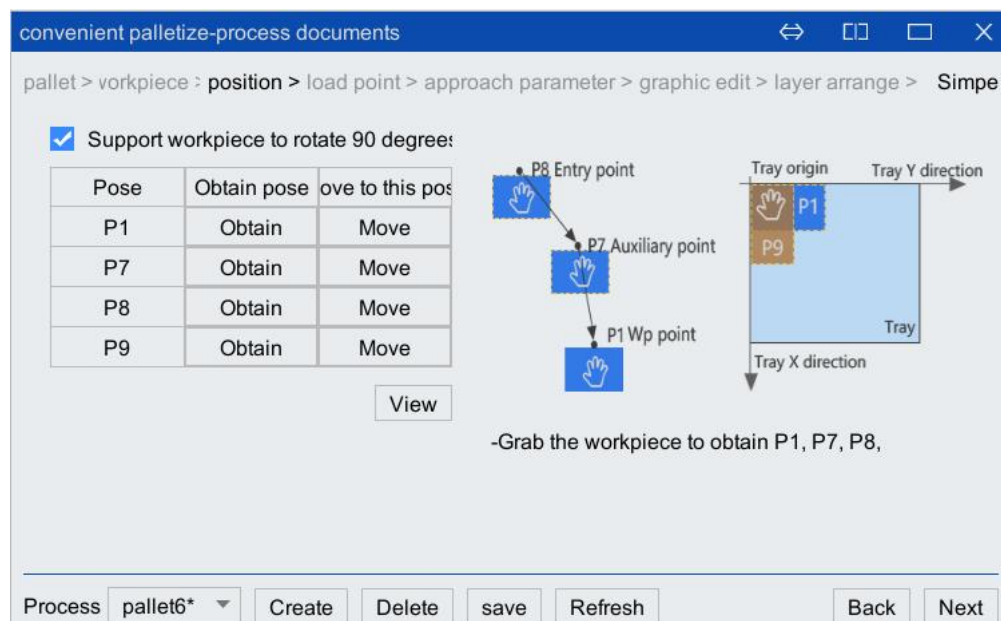 convenient palletize-process documents
pallet > vorkpiece : position > load point > approach parameter > graphic edit > layer arrange > Simpe
Support workpiece to rotate 90 degrees
Pose Obtain pose ove to this pos
P1 Obtain Move
P7 Obtain Move
P8 Obtain Move
P9 Obtain Move
View
P8 Entry point
P7 Auxiliary point
P1 Wp point
Tray origin Tray Y direction
P1
P9
Tray
Tray X direction
-Grab the workpiece to obtain P1, P7, P8,
Process pallet6* Create Delete save Refresh Back Next